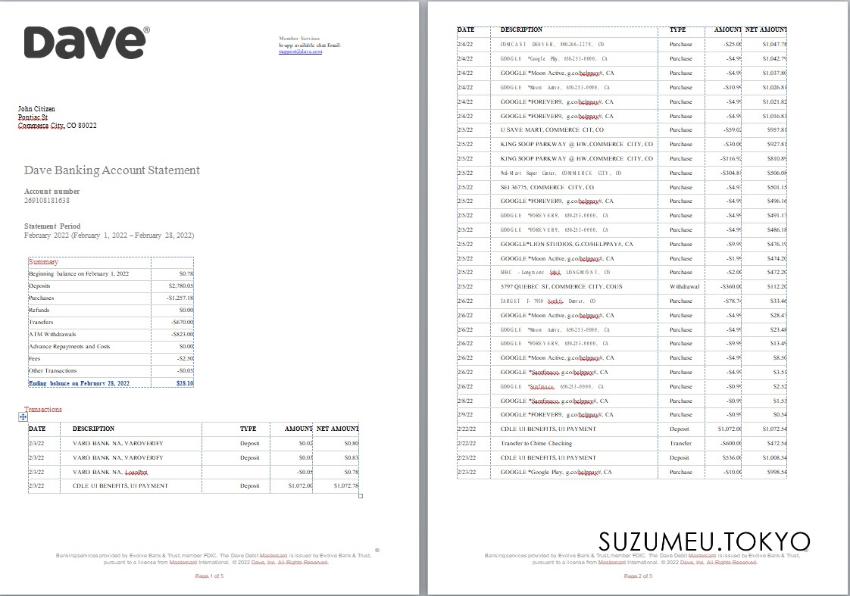 Dave®
Member Services
In-app available chat Email:
support@dave.com
John Citizen
Pontiac St
Commerce City, CO 80022
Dave Banking Account Statement
Account number
269108181638
Statement Period
February 2022 (February 1, 2022 – February 28, 2022)
Summary
Beginning balance on February 1, 2022 $0.78
Deposits $2,780.05
Purchases -$1,257.18
Refunds $0.00
Transfers -$670.00
ATM Withdrawals -$823.00
Advance Repayments and Costs $0.00
Fees -$2.50
Other Transactions -$0.05
Ending balance on February 28, 2022 $28.10
Transactions
DATE DESCRIPTION TYPE AMOUNT NET AMOUNT
2/3/22 VARO BANK NA, VAROVERIFY Deposit $0.02 $0.80
2/3/22 VARO BANK NA, VAROVERIFY Deposit $0.03 $0.83
2/3/22 VARO BANK NA, -$0.05 $0.78
2/3/22 CDLE UI BENEFITS, UI PAYMENT Deposit $1,072.00 $1,072.78
Banking services provided by Evolve Bank & Trust, member FDIC. The Dave Debit Mastercard is issued by Evolve Bank & Trust,
pursuant to a license from Mastercard International. © 2022 Dave, Inc. All Rights Reserved.
Page 1 of 5
DATE DESCRIPTION TYPE AMOUNT NET AMOUNT
2/4/22 COMCAST DENVER, CO Purchase -$25.00 $1,047.78
2/4/22 GOOGLE *Google Play, CO Purchase -$4.99 $1,042.79
2/4/22 GOOGLE *Moon Active, g.co/helppay#, CA Purchase -$4.99 $1,037.80
2/4/22 GOOGLE *Moon Active, CO Purchase -$10.99 $1,026.81
2/4/22 GOOGLE *FOREVER9, g.co/helppay#, CA Purchase -$4.99 $1,021.82
2/4/22 GOOGLE *FOREVER9, g.co/helppay#, CA Purchase -$4.99 $1,016.83
2/5/22 U SAVE MART, COMMERCE CIT, CO Purchase -$59.02 $957.81
2/5/22 KING SOOP PARKWAY @ HW, COMMERCE CITY, CO Purchase -$30.00 $927.81
2/5/22 KING SOOP PARKWAY @ HW, COMMERCE CITY, CO Purchase -$116.92 $810.89
2/5/22 Wal-Mart Super Center, COMMERCE CITY, CO Purchase -$304.81 $506.08
2/5/22 SEI 36775, COMMERCE CITY, CO Purchase -$4.93 $501.15
2/5/22 GOOGLE *FOREVER9, g.co/helppay#, CA Purchase -$4.99 $496.16
2/5/22 GOOGLE *FOREVER9, 650-253-0000, CA Purchase -$4.99 $491.17
2/5/22 GOOGLE *FOREVER9, 650-253-0000, CA Purchase -$4.99 $486.18
2/5/22 GOOGLE*LION STUDIOS, G.CO/HELPPAY#, CA Purchase -$9.99 $476.19
2/5/22 GOOGLE *Moon Active, g.co/helppay#, CA Purchase -$1.99 $474.20
2/5/22 Longmont LONGMONT, CO Purchase -$2.00 $472.20
2/5/22 5797 QUEBEC ST, COMMERCE CITY, COUS Withdrawal -$360.00 $112.20
2/6/22 TARGET Denver, CO Purchase -$78.74 $33.46
2/6/22 GOOGLE *Moon Active, g.co/helppay#, CA Purchase -$4.99 $28.47
2/6/22 GOOGLE *Moon Active, 650-253-0000, CA Purchase -$4.99 $23.48
2/6/22 GOOGLE *FOREVER9, 650-253-0000, CA Purchase -$9.99 $13.49
2/6/22 GOOGLE *Moon Active, g.co/helppay#, CA Purchase -$4.99 $8.50
2/6/22 GOOGLE g.co/helppay#, CA Purchase -$4.99 $3.51
2/6/22 GOOGLE 650-253-0000, CA Purchase -$0.99 $2.52
2/8/22 GOOGLE g.co/helppay#, CA Purchase -$0.99 $1.53
2/9/22 GOOGLE *FOREVER9, g.co/helppay#, CA Purchase -$0.99 $0.54
2/22/22 CDLE UI BENEFITS, UI PAYMENT Deposit $1,072.00 $1,072.54
2/22/22 Transfer to Chime Checking Transfer -$600.00 $472.54
2/23/22 CDLE UI BENEFITS, UI PAYMENT Deposit $536.00 $1,008.54
2/23/22 GOOGLE *Google Play, g.co/helppay#, CA Purchase -$10.00 $998.54
SUZUMEU.TOKYO
Banking services provided by Evolve Bank & Trust, member FDIC. The Dave Debit Mastercard is issued by Evolve Bank & Trust,
pursuant to a license from Mastercard International. © 2022 Dave, Inc. All Rights Reserved.
Page 2 of 5